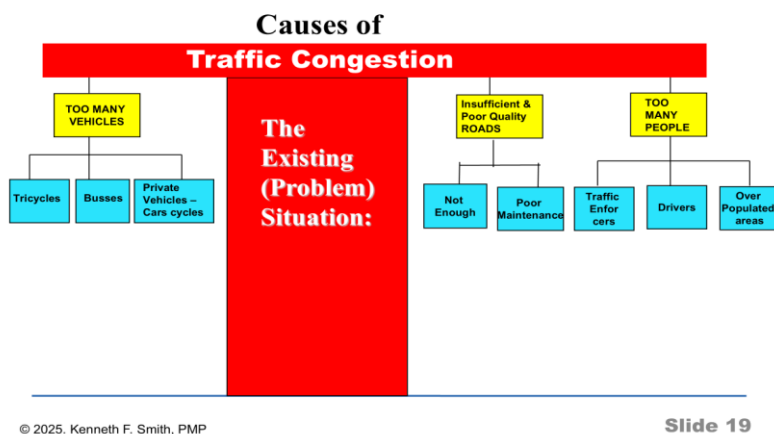 Causes of
Traffic Congestion
TOO MANY
VEHICLES
Tricycles
Busses
Private
Vehicles –
Cars cycles
The
Existing
(Problem)
Situation:
Insufficient &
Poor Quality
ROADS
Not
Enough
Poor
Maintenance
TOO
MANY
PEOPLE
Traffic
Enfor
cers
Drivers
Over
Populated
areas
© 2025. Kenneth F. Smith, PMP
Slide 19